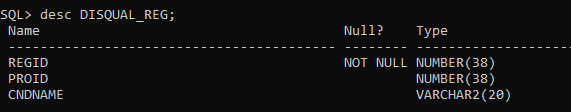 SQL> desc DISQUAL_REG;
 Name                                      Null?    Type
 ----------------------------------------- -------- --------------------
 REGID                                     NOT NULL NUMBER(38)
 PROID                                              NUMBER(38)
 CNDNAME                                            VARCHAR2(20)